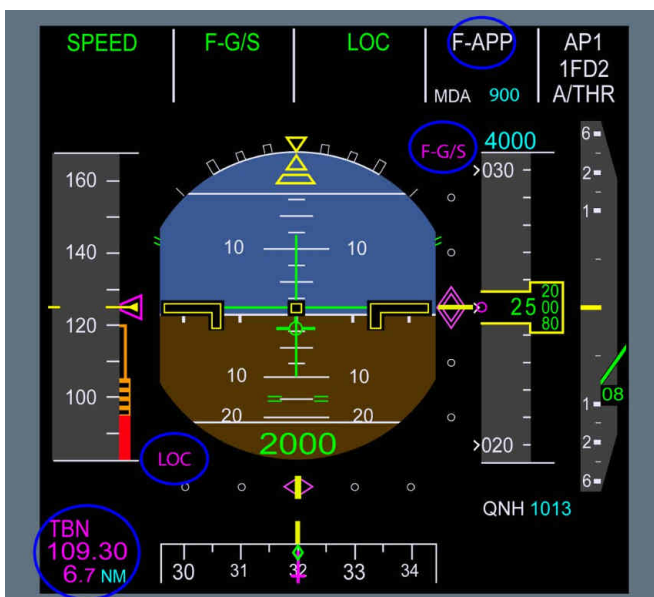 SPEED F-G/S LOC F-APP AP1
1FD2
MDA 900 A/THR
F-G/S 4000
6
160 030 2
1
140 10 10
20
25 00
80
120
100 10 10 08
1
20 20
2000 020 2
LOC
6
QNH 1013
TBN
109.30
6.7 NM
30 31 32 33 34